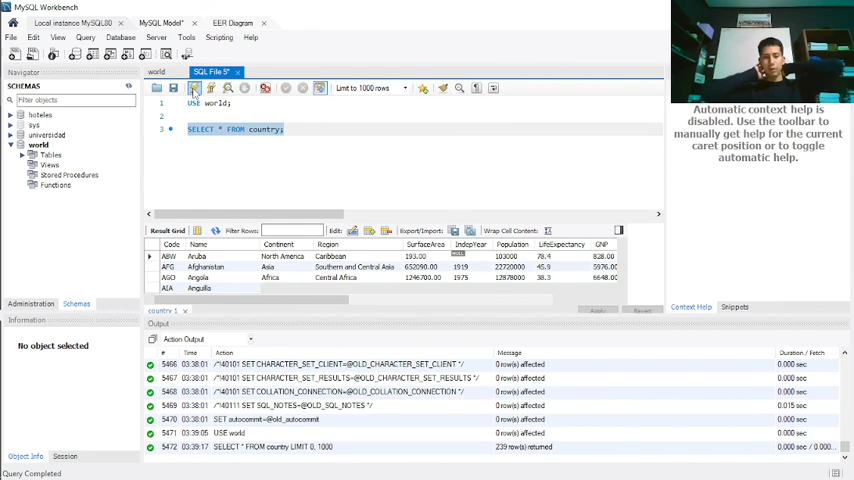 MySQL Workbench
Local instance MySQL80 × MySQL Model* × EER Diagram ×
File Edit View Query Database Server Tools Scripting Help
Navigator
SCHEMAS
Filter objects
hoteles
sys
universidad
world
Tables
Views
Stored Procedures
Functions
Administration Schemas
Information
No object selected
Object Info Session
Query Completed
world SQL File 5* ×
Limit to 1000 rows
1 USE world;
2
3 SELECT * FROM country;
Result Grid Filter Rows: Edit: Export/Import: Wrap Cell Content:
Code Name Continent Region SurfaceArea IndepYear Population LifeExpectancy GNP
ABW Aruba North America Caribbean 193.00 NULL 103000 78.4 828.00
AFG Afghanistan Asia Southern and Central Asia 652090.00 1919 22720000 45.9 5976.00
AGO Angola Africa Central Africa 1246700.00 1975 12878000 38.3 6648.00
AIA Anguilla
country 1 × Apply Revert
Output
Action Output
# Time Action Message Duration / Fetch
5466 03:38:01 /*!40101 SET CHARACTER_SET_CLIENT=@OLD_CHARACTER_SET_CLIENT */ 0 row(s) affected 0.000 sec
5467 03:38:01 /*!40101 SET CHARACTER_SET_RESULTS=@OLD_CHARACTER_SET_RESULTS */ 0 row(s) affected 0.000 sec
5468 03:38:01 /*!40101 SET COLLATION_CONNECTION=@OLD_COLLATION_CONNECTION */ 0 row(s) affected 0.000 sec
5469 03:38:01 /*!40111 SET SQL_NOTES=@OLD_SQL_NOTES */ 0 row(s) affected 0.015 sec
5470 03:38:01 SET autocommit=@old_autocommit 0 row(s) affected 0.000 sec
5471 03:39:05 USE world 0 row(s) affected 0.000 sec
5472 03:39:17 SELECT * FROM country LIMIT 0, 1000 239 row(s) returned 0.000 sec / 0.000...
Automatic context help is
disabled. Use the toolbar to
manually get help for the current
caret position or to toggle
automatic help.
Context Help Snippets